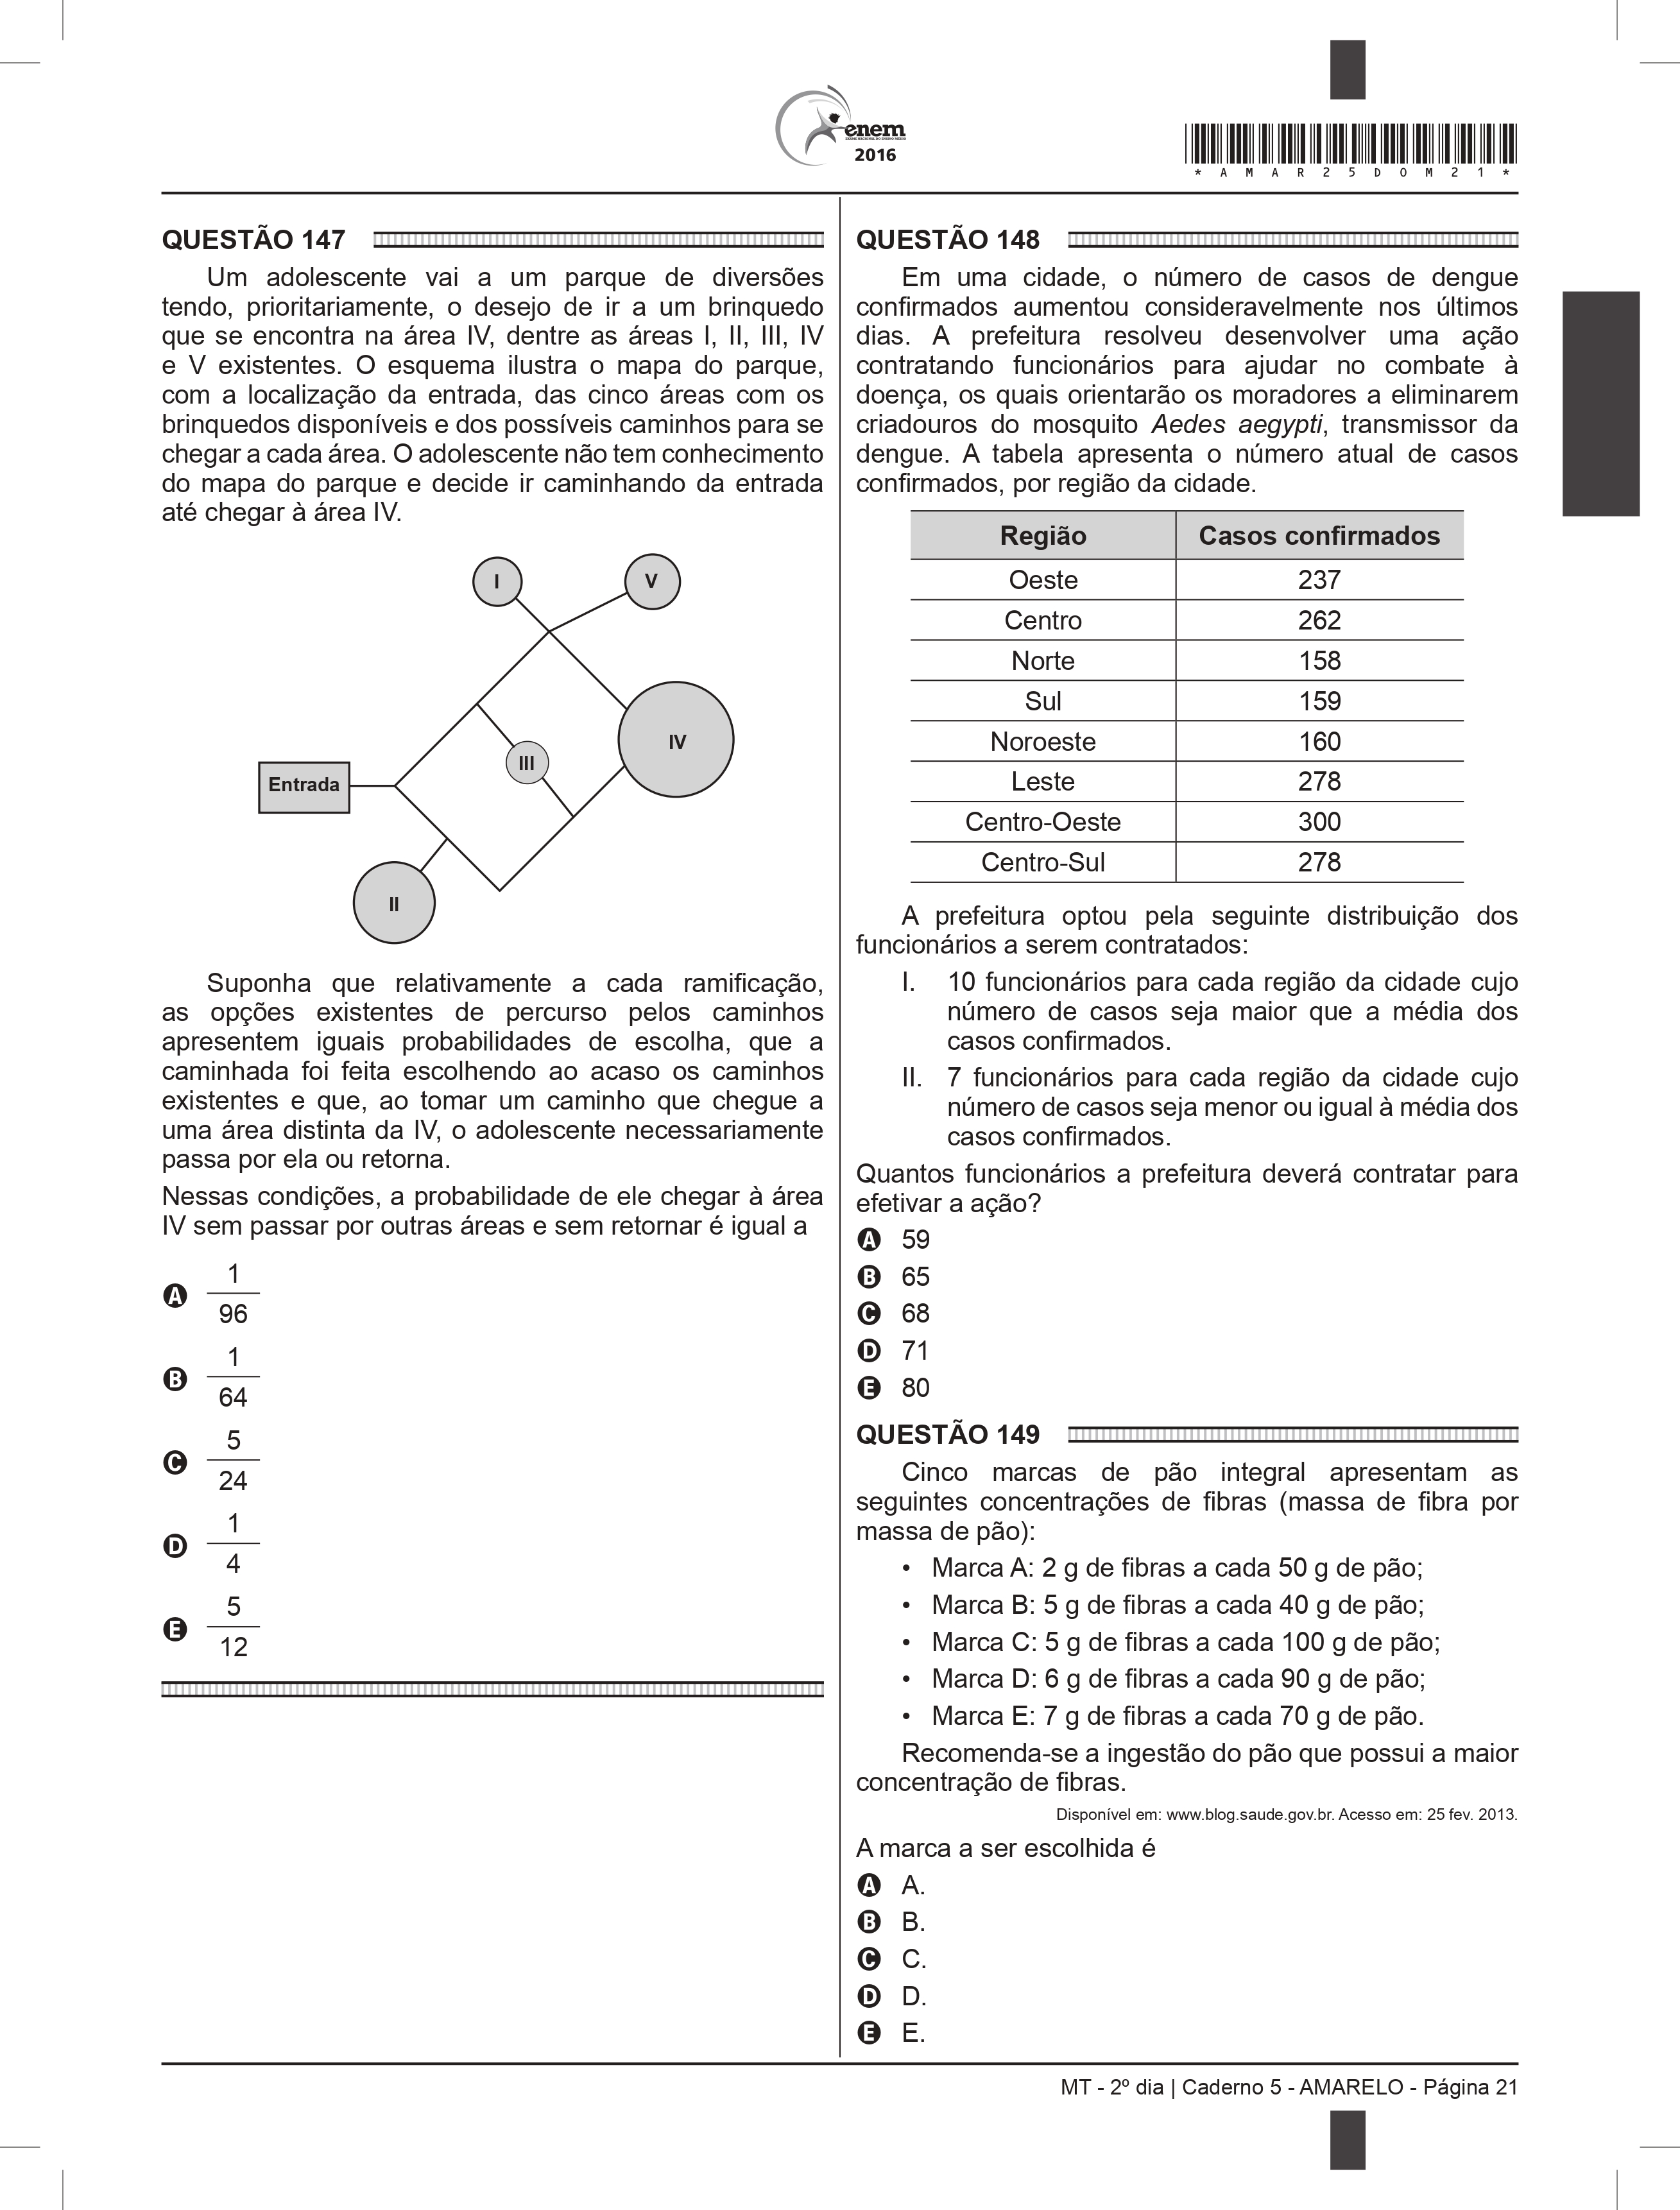 enem
EXAME NACIONAL DO ENSINO MÉDIO
2016
* A M A R 2 5 D O M 2 1 *
QUESTÃO 147
Um adolescente vai a um parque de diversões
tendo, prioritariamente, o desejo de ir a um brinquedo
que se encontra na área IV, dentre as áreas I, II, III, IV
e V existentes. O esquema ilustra o mapa do parque,
com a localização da entrada, das cinco áreas com os
brinquedos disponíveis e dos possíveis caminhos para se
chegar a cada área. O adolescente não tem conhecimento
do mapa do parque e decide ir caminhando da entrada
até chegar à área IV.
I
V
IV
III
Entrada
II
Suponha que relativamente a cada ramificação,
as opções existentes de percurso pelos caminhos
apresentem iguais probabilidades de escolha, que a
caminhada foi feita escolhendo ao acaso os caminhos
existentes e que, ao tomar um caminho que chegue a
uma área distinta da IV, o adolescente necessariamente
passa por ela ou retorna.
Nessas condições, a probabilidade de ele chegar à área
IV sem passar por outras áreas e sem retornar é igual a
A 1/96
B 1/64
C 5/24
D 1/4
E 5/12
QUESTÃO 148
Em uma cidade, o número de casos de dengue
confirmados aumentou consideravelmente nos últimos
dias. A prefeitura resolveu desenvolver uma ação
contratando funcionários para ajudar no combate à
doença, os quais orientarão os moradores a eliminarem
criadouros do mosquito Aedes aegypti, transmissor da
dengue. A tabela apresenta o número atual de casos
confirmados, por região da cidade.
Região Casos confirmados
Oeste 237
Centro 262
Norte 158
Sul 159
Noroeste 160
Leste 278
Centro-Oeste 300
Centro-Sul 278
A prefeitura optou pela seguinte distribuição dos
funcionários a serem contratados:
I. 10 funcionários para cada região da cidade cujo
número de casos seja maior que a média dos
casos confirmados.
II. 7 funcionários para cada região da cidade cujo
número de casos seja menor ou igual à média dos
casos confirmados.
Quantos funcionários a prefeitura deverá contratar para
efetivar a ação?
A 59
B 65
C 68
D 71
E 80
QUESTÃO 149
Cinco marcas de pão integral apresentam as
seguintes concentrações de fibras (massa de fibra por
massa de pão):
• Marca A: 2 g de fibras a cada 50 g de pão;
• Marca B: 5 g de fibras a cada 40 g de pão;
• Marca C: 5 g de fibras a cada 100 g de pão;
• Marca D: 6 g de fibras a cada 90 g de pão;
• Marca E: 7 g de fibras a cada 70 g de pão.
Recomenda-se a ingestão do pão que possui a maior
concentração de fibras.
Disponível em: www.blog.saude.gov.br. Acesso em: 25 fev. 2013.
A marca a ser escolhida é
A A.
B B.
C C.
D D.
E E.
MT - 2º dia | Caderno 5 - AMARELO - Página 21